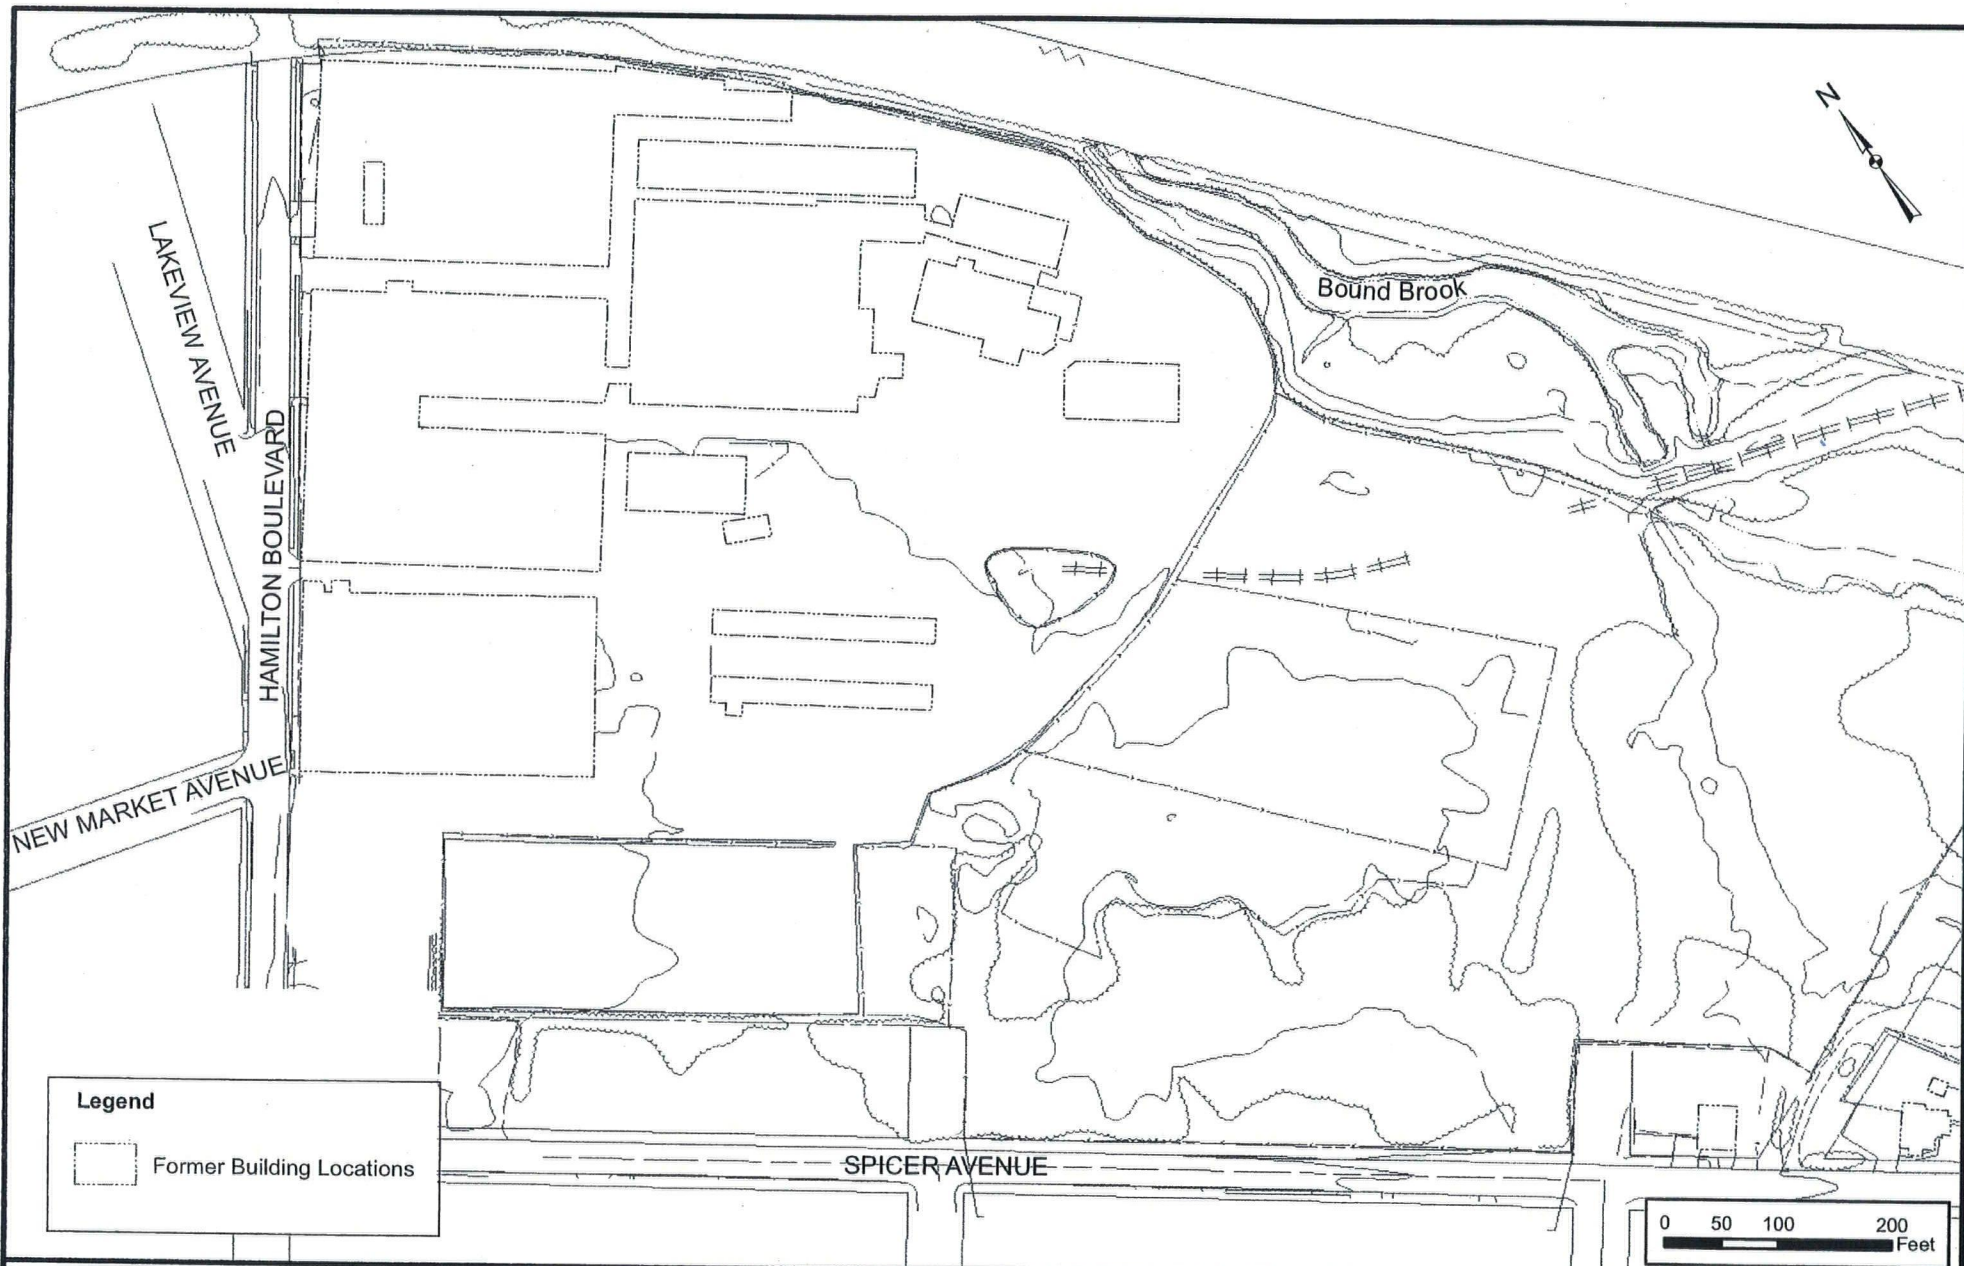 N
Bound Brook
LAKEVIEW AVENUE
HAMILTON BOULEVARD
NEW MARKET AVENUE
SPICER AVENUE
Legend
Former Building Locations
0 50 100 200
Feet